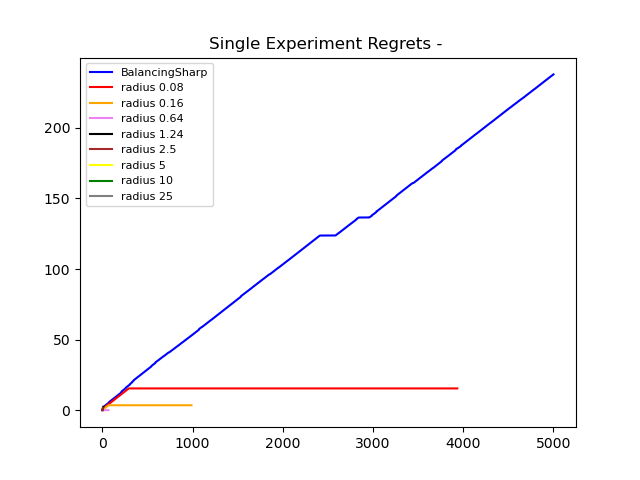 Single Experiment Regrets -
BalancingSharp
radius 0.08
radius 0.16
radius 0.64
radius 1.24
radius 2.5
radius 5
radius 10
radius 25
200
150
100
50
0
0 1000 2000 3000 4000 5000